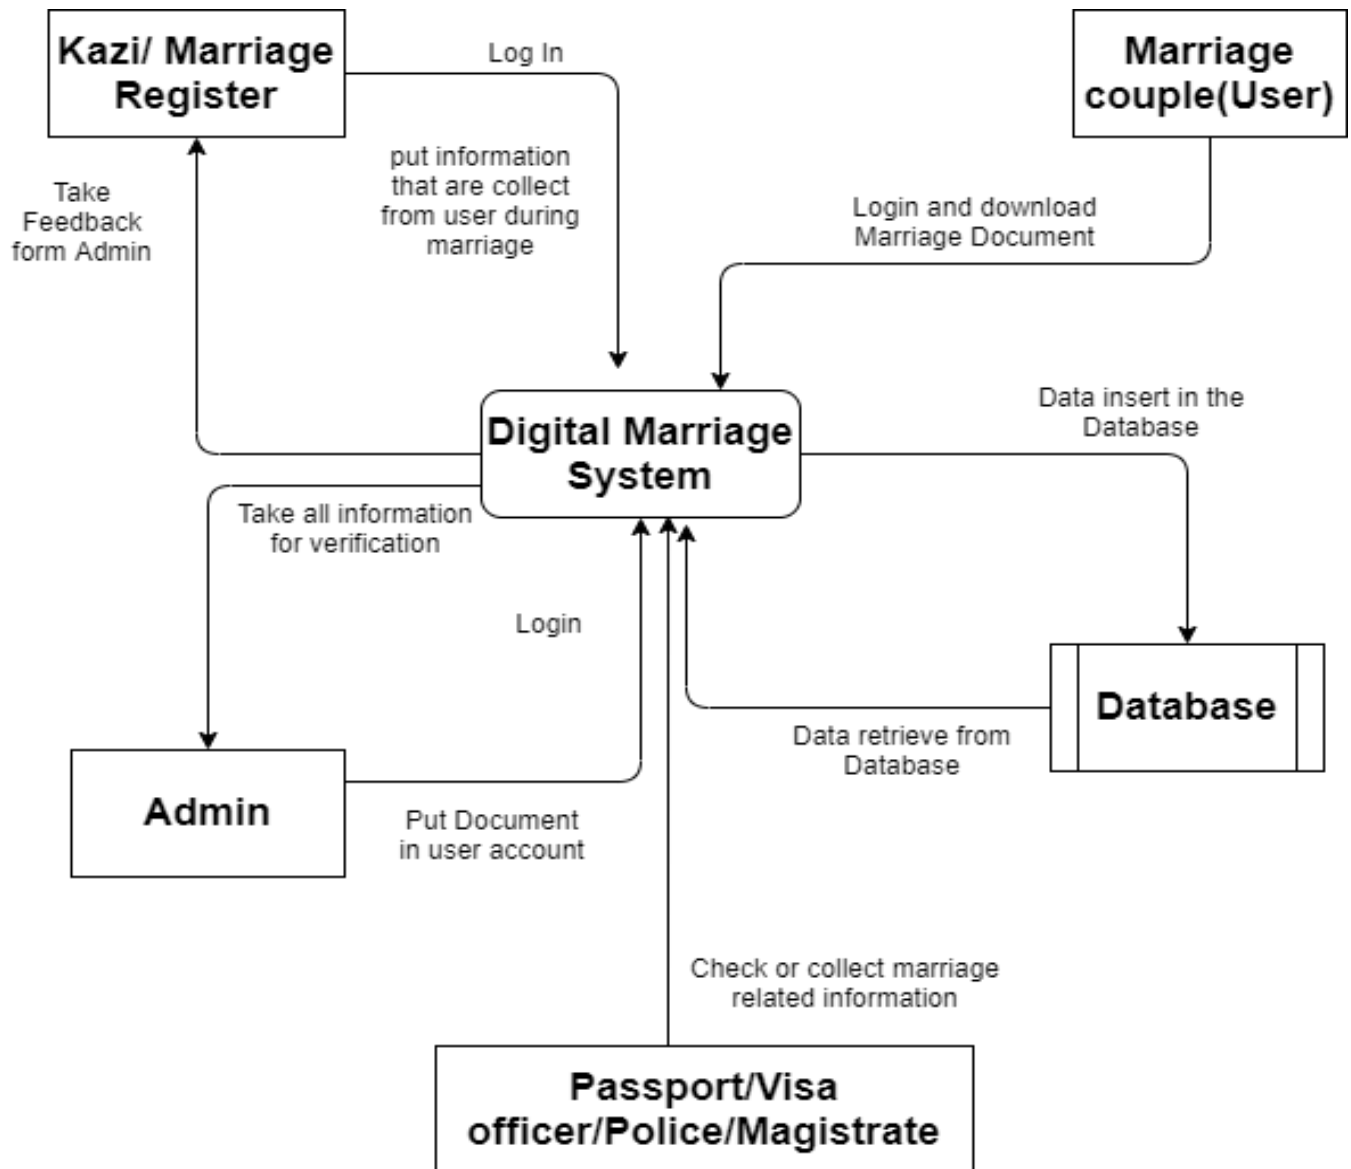 Kazi/ Marriage
Register
Log In
Marriage
couple(User)
put information
that are collect
from user during
marriage
Take
Feedback
form Admin
Login and download
Marriage Document
Digital Marriage
System
Data insert in the
Database
Take all information
for verification
Login
Database
Data retrieve from
Database
Admin
Put Document
in user account
Check or collect marriage
related information
Passport/Visa
officer/Police/Magistrate